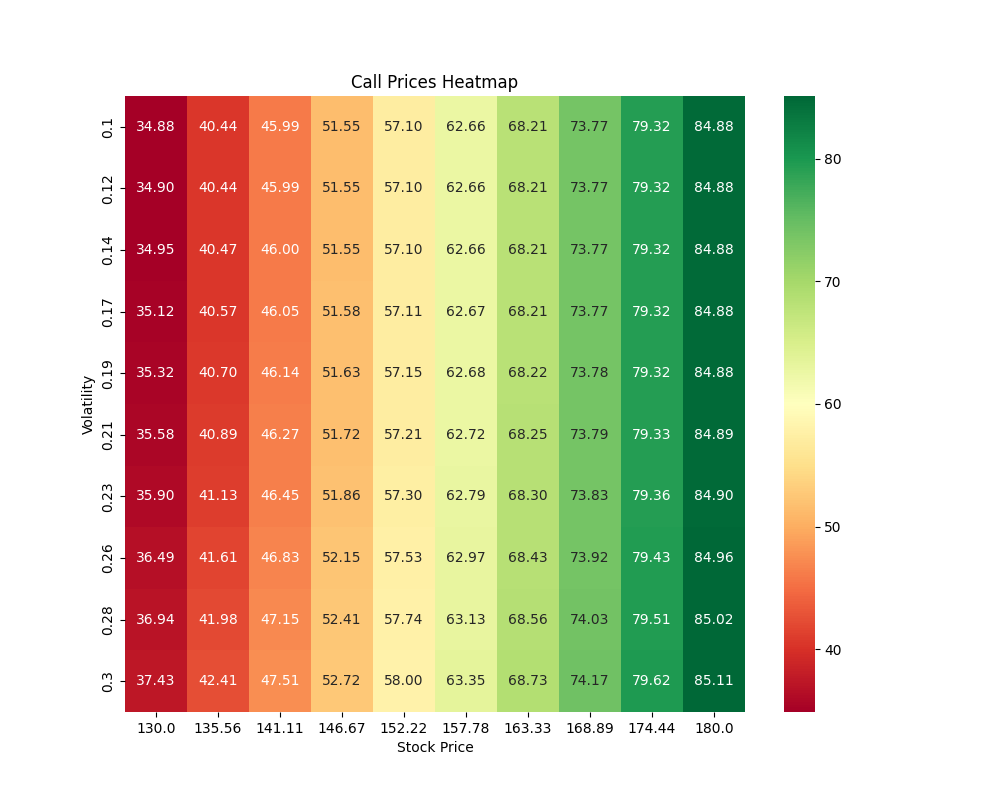 Call Prices Heatmap
Volatility
0.1 34.88 40.44 45.99 51.55 57.10 62.66 68.21 73.77 79.32 84.88
0.12 34.90 40.44 45.99 51.55 57.10 62.66 68.21 73.77 79.32 84.88
0.14 34.95 40.47 46.00 51.55 57.10 62.66 68.21 73.77 79.32 84.88
0.17 35.12 40.57 46.05 51.58 57.11 62.67 68.21 73.77 79.32 84.88
0.19 35.32 40.70 46.14 51.63 57.15 62.68 68.22 73.78 79.32 84.88
0.21 35.58 40.89 46.27 51.72 57.21 62.72 68.25 73.79 79.33 84.89
0.23 35.90 41.13 46.45 51.86 57.30 62.79 68.30 73.83 79.36 84.90
0.26 36.49 41.61 46.83 52.15 57.53 62.97 68.43 73.92 79.43 84.96
0.28 36.94 41.98 47.15 52.41 57.74 63.13 68.56 74.03 79.51 85.02
0.3 37.43 42.41 47.51 52.72 58.00 63.35 68.73 74.17 79.62 85.11
130.0 135.56 141.11 146.67 152.22 157.78 163.33 168.89 174.44 180.0
Stock Price
80
70
60
50
40